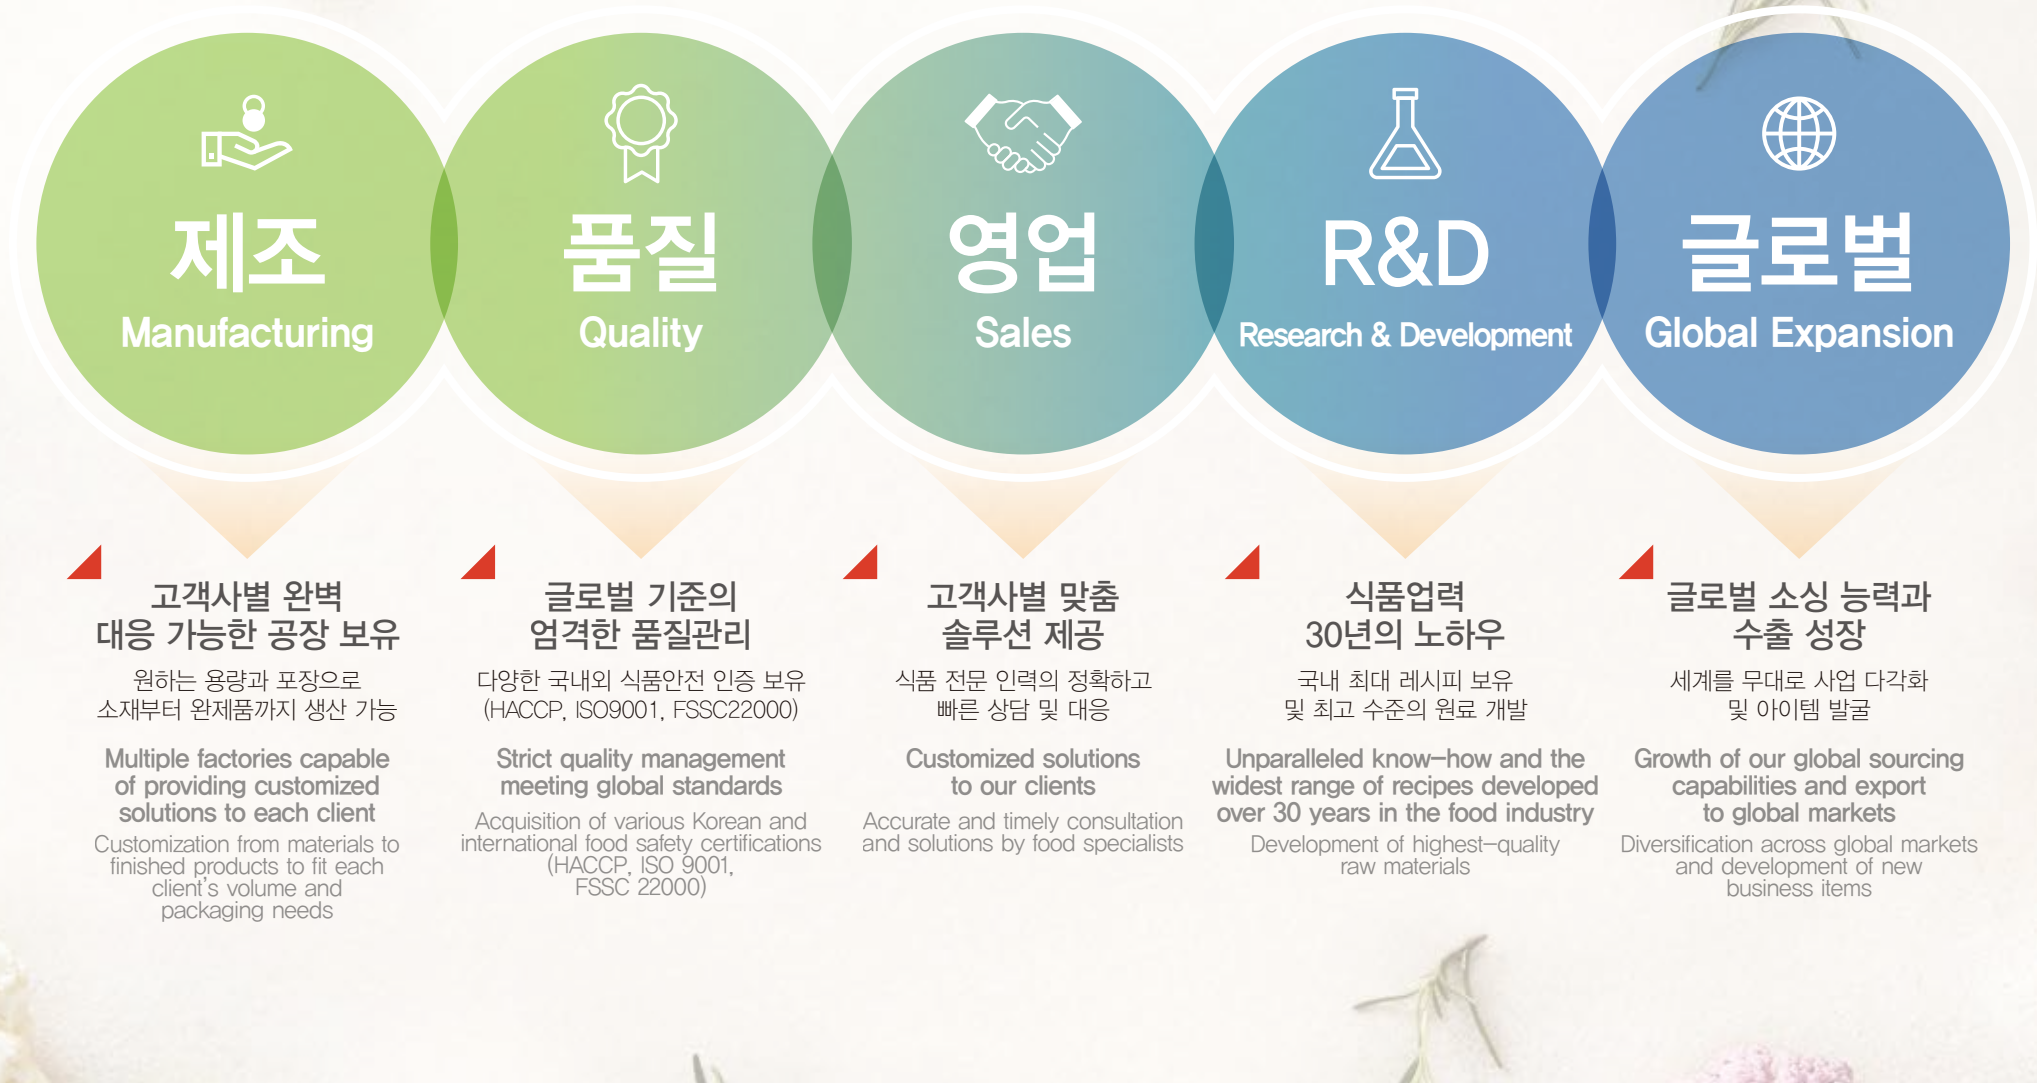 제조
Manufacturing
품질
Quality
영업
Sales
R&D
Research & Development
글로벌
Global Expansion
고객사별 완벽
대응 가능한 공장 보유
원하는 용량과 포장으로
소재부터 완제품까지 생산 가능
Multiple factories capable
of providing customized
solutions to each client
Customization from materials to
finished products to fit each
client's volume and
packaging needs
글로벌 기준의
엄격한 품질관리
다양한 국내외 식품안전 인증 보유
(HACCP, ISO9001, FSSC22000)
Strict quality management
meeting global standards
Acquisition of various Korean and
international food safety certifications
(HACCP, ISO 9001,
FSSC 22000)
고객사별 맞춤
솔루션 제공
식품 전문 인력의 정확하고
빠른 상담 및 대응
Customized solutions
to our clients
Accurate and timely consultation
and solutions by food specialists
식품업력
30년의 노하우
국내 최대 레시피 보유
및 최고 수준의 원료 개발
Unparalleled know-how and the
widest range of recipes developed
over 30 years in the food industry
Development of highest-quality
raw materials
글로벌 소싱 능력과
수출 성장
세계를 무대로 사업 다각화
및 아이템 발굴
Growth of our global sourcing
capabilities and export
to global markets
Diversification across global markets
and development of new
business items